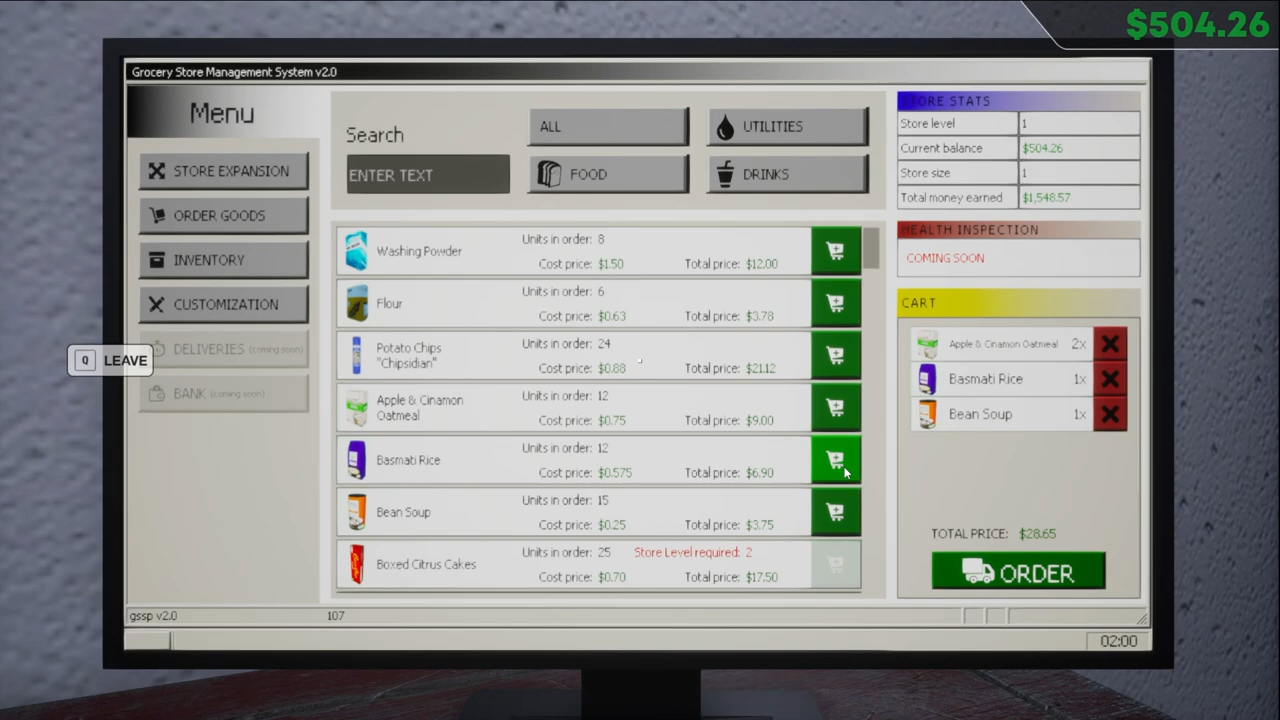 $504.26
Grocery Store Management System v2.0
Menu
STORE EXPANSION
ORDER GOODS
INVENTORY
CUSTOMIZATION
DELIVERIES (coming soon)
BANK (coming soon)
Q LEAVE
Search
ENTER TEXT
ALL
UTILITIES
FOOD
DRINKS
Washing Powder
Units in order: 8
Cost price: $1.50 Total price: $12.00
Flour
Units in order: 6
Cost price: $0.63 Total price: $3.78
Potato Chips
"Chipsidian"
Units in order: 24
Cost price: $0.88 Total price: $21.12
Apple & Cinamon
Oatmeal
Units in order: 12
Cost price: $0.75 Total price: $9.00
Basmati Rice
Units in order: 12
Cost price: $0.575 Total price: $6.90
Bean Soup
Units in order: 15
Cost price: $0.25 Total price: $3.75
Boxed Citrus Cakes
Units in order: 25 Store Level required: 2
Cost price: $0.70 Total price: $17.50
STORE STATS
Store level 1
Current balance $504.26
Store size 1
Total money earned $1,548.57
HEALTH INSPECTION
COMING SOON
CART
Apple & Cinamon Oatmeal 2x
Basmati Rice 1x
Bean Soup 1x
TOTAL PRICE: $28.65
ORDER
gssp v2.0 107
02:00